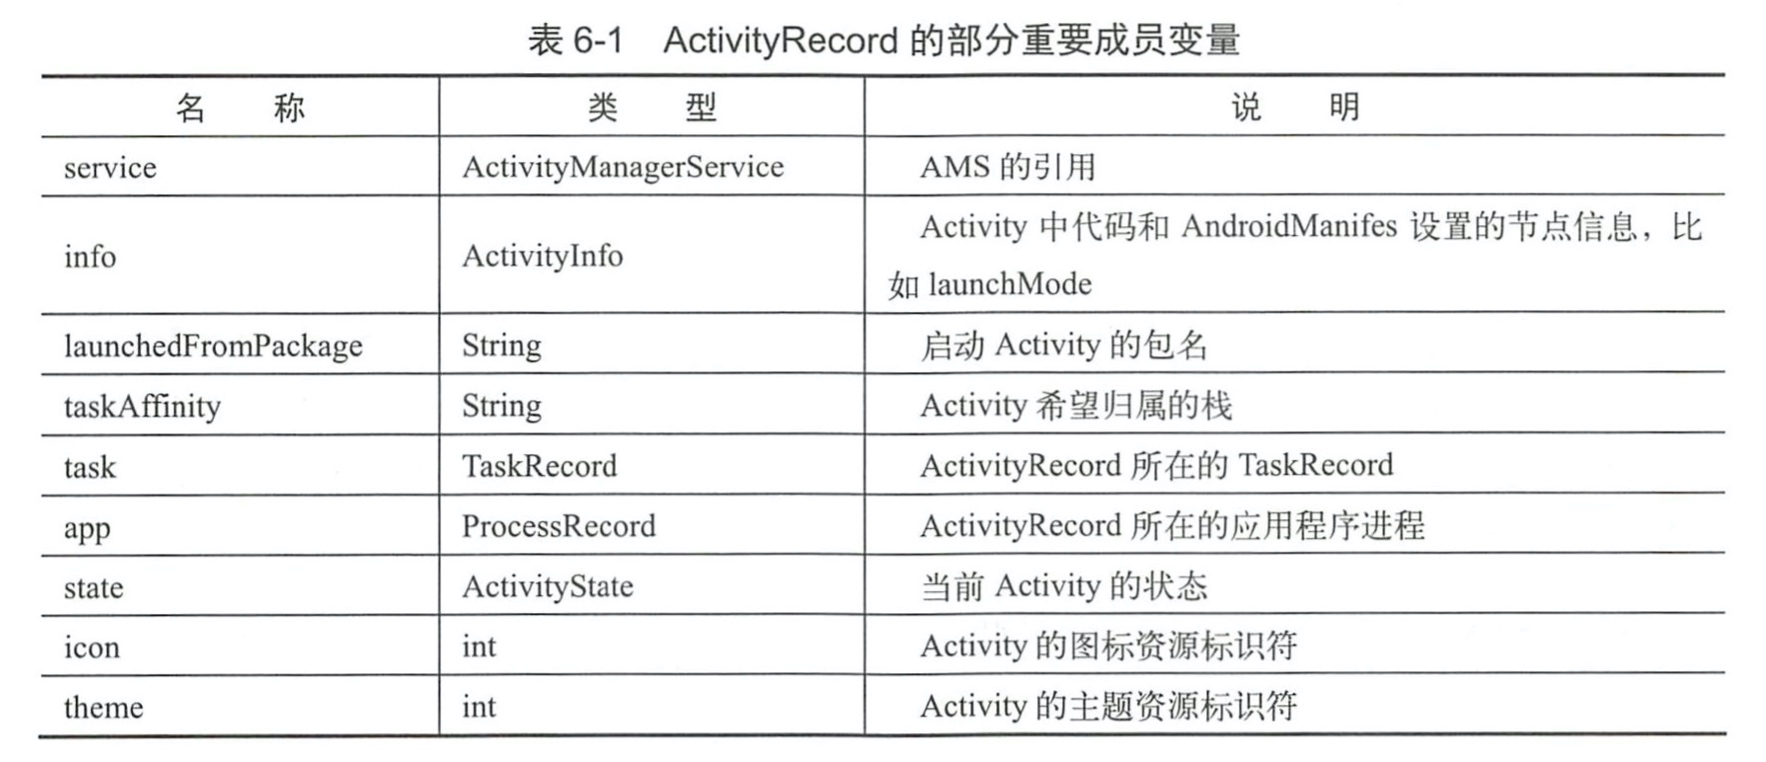 表 6-1 ActivityRecord 的部分重要成员变量
名 称 类 型 说 明
service ActivityManagerService AMS 的引用
info ActivityInfo Activity 中代码和 AndroidManifes 设置的节点信息，比
如 launchMode
launchedFromPackage String 启动 Activity 的包名
taskAffinity String Activity 希望归属的栈
task TaskRecord ActivityRecord 所在的 TaskRecord
app ProcessRecord ActivityRecord 所在的应用程序进程
state ActivityState 当前 Activity 的状态
icon int Activity 的图标资源标识符
theme int Activity 的主题资源标识符